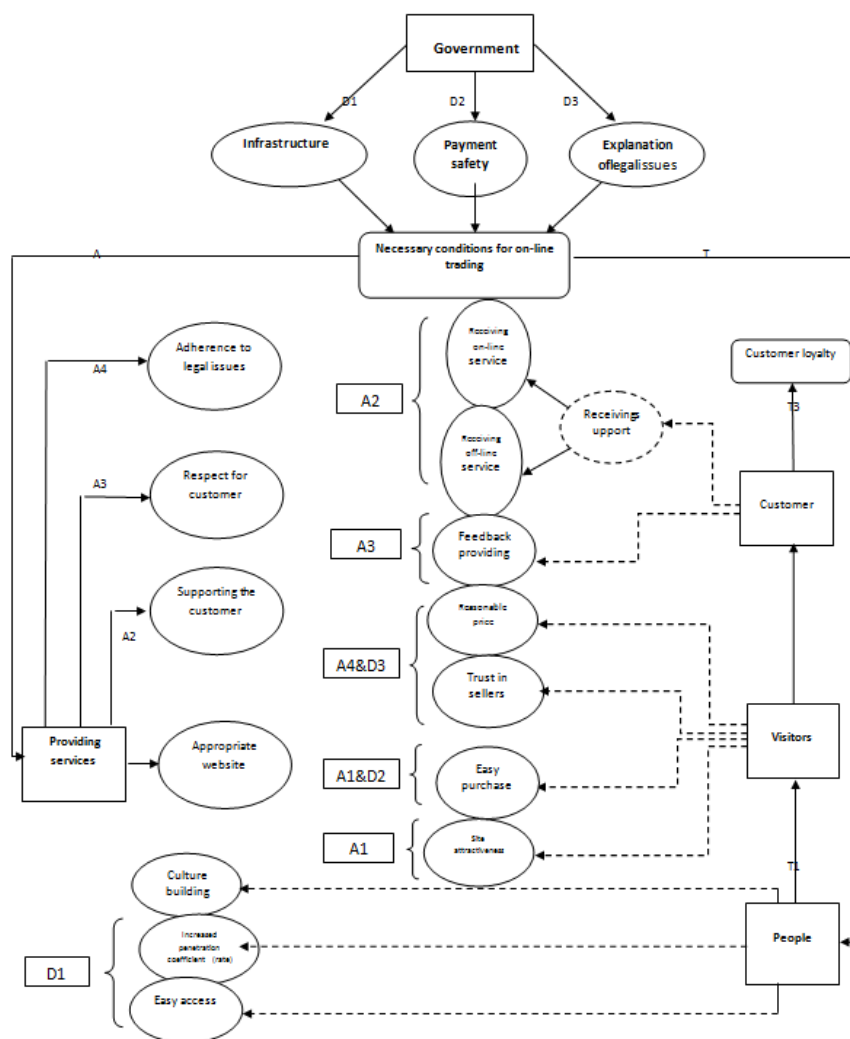 Government
D1
D2
D3
Infrastructure
Payment
safety
Explanation
oflegalissues
Necessary conditions for on-line
trading
A
T
Receiving
on-line
service
Adherence to
legal issues
A4
Customer loyalty
A2
T3
Receivings
upport
Receiving
off-line
service
Respect for
customer
A3
Customer
Feedback
providing
A3
Supporting the
customer
A2
Reasonable
price
A4&D3
Trust in
sellers
Providing
services
Appropriate
website
Visitors
Easy
purchase
A1&D2
Site
attractiveness
A1
T1
Culture
building
People
Increased
penetration
coefficient (rate)
D1
Easy access